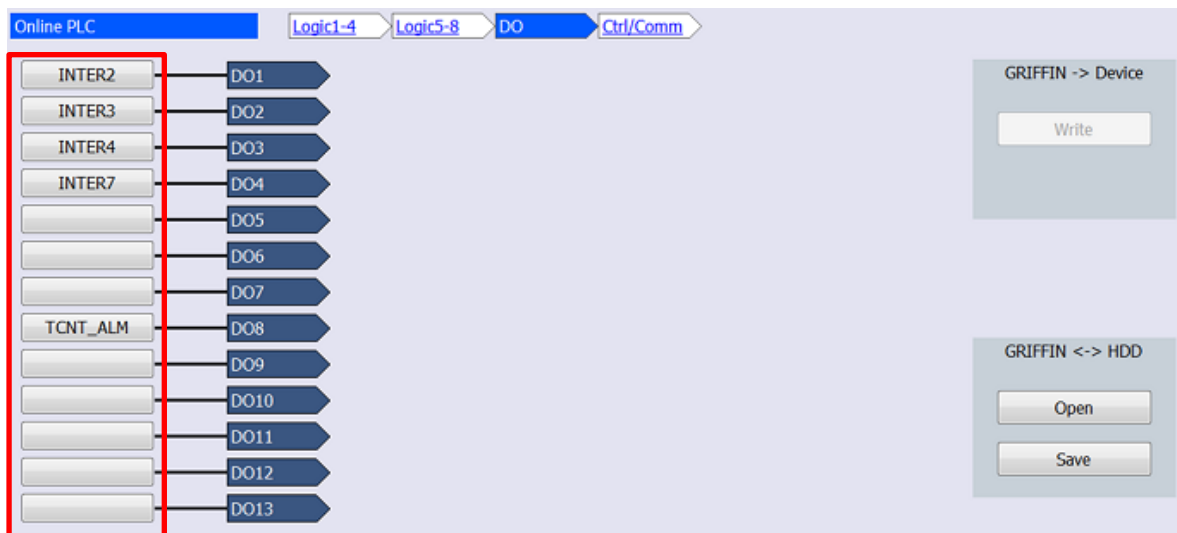 Online PLC
Logic1-4 Logic5-8 DO Ctrl/Comm
INTER2 DO1
INTER3 DO2
INTER4 DO3
INTER7 DO4
DO5
DO6
DO7
TCNT_ALM DO8
DO9
DO10
DO11
DO12
DO13
GRIFFIN -> Device
Write
GRIFFIN <-> HDD
Open
Save